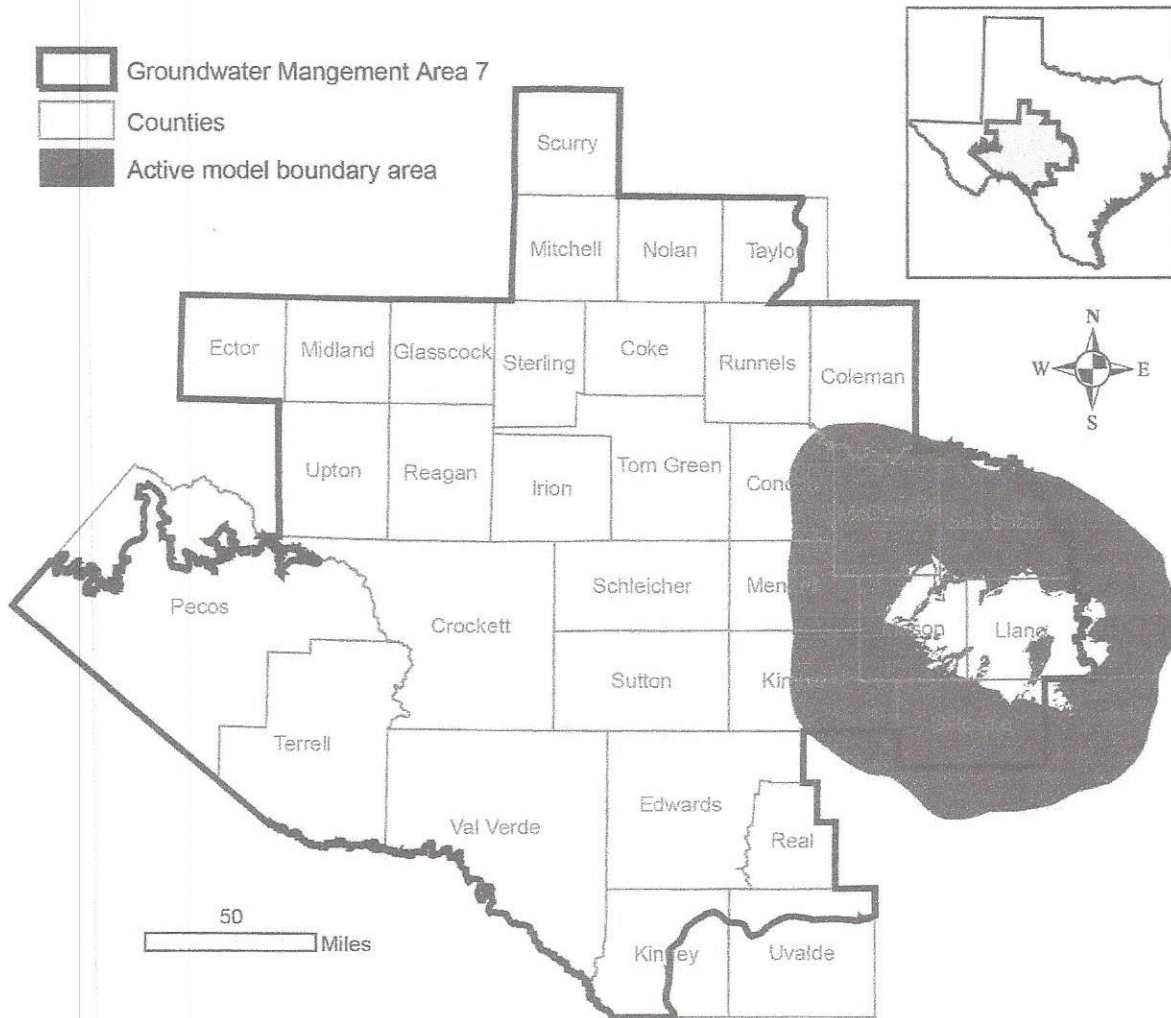 Groundwater Mangement Area 7
Counties
Active model boundary area
Scurry
Mitchell
Nolan
Taylor
Ector
Midland
Glasscock
Sterling
Coke
Runnels
Coleman
N
W
E
S
Upton
Reagan
Irion
Tom Green
Schleicher
Pecos
Crockett
Llano
Sutton
Terrell
Val Verde
Edwards
Real
50
Miles
Kinney
Uvalde